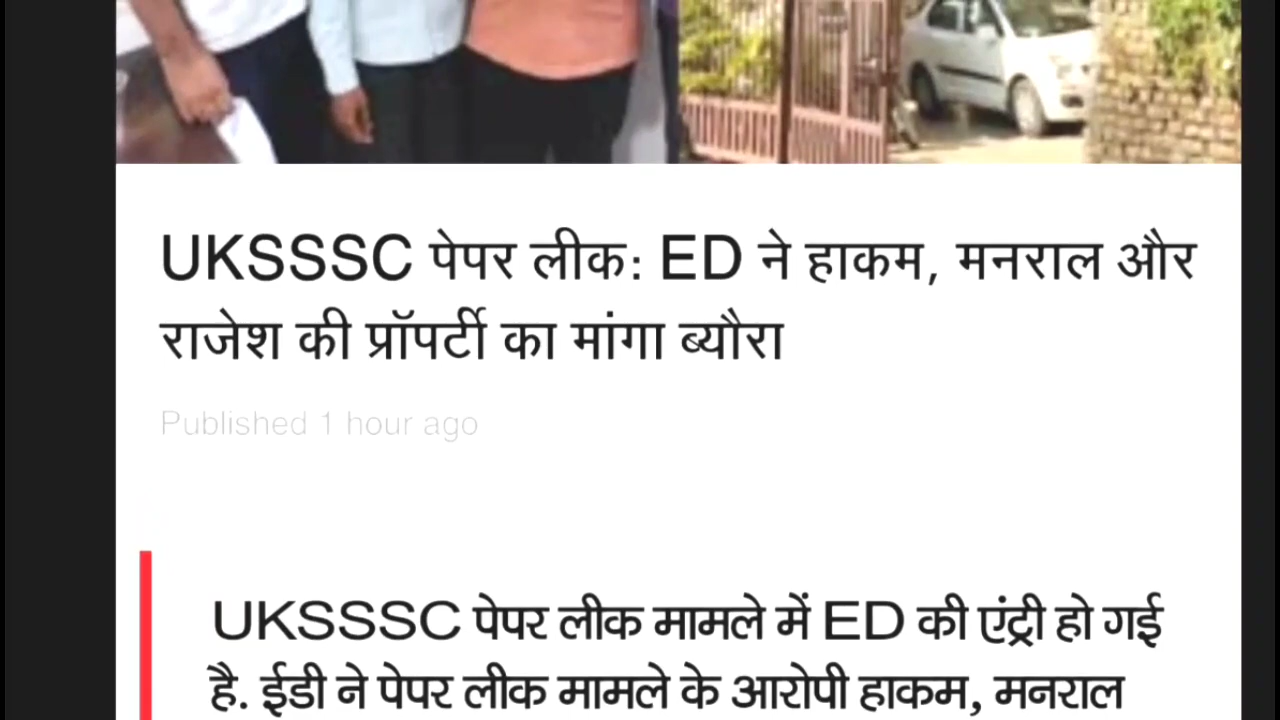 UKSSSC पेपर लीक: ED ने हाकम, मनराल और
राजेश की प्रॉपर्टी का मांगा ब्यौरा
Published 1 hour ago
UKSSSC पेपर लीक मामले में ED की एंट्री हो गई
है. ईडी ने पेपर लीक मामले के आरोपी हाकम, मनराल